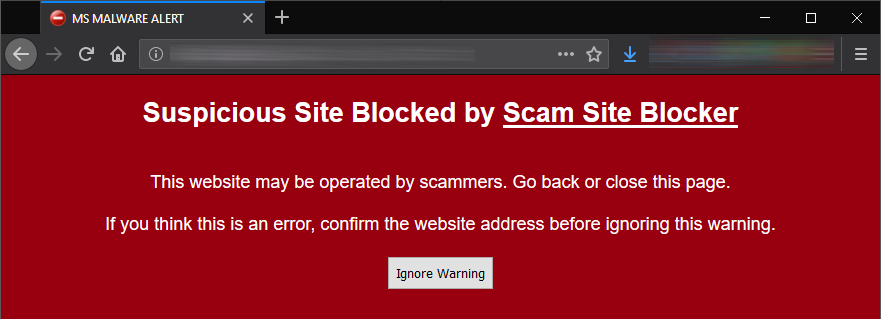 MS MALWARE ALERT
Suspicious Site Blocked by Scam Site Blocker
This website may be operated by scammers. Go back or close this page.
If you think this is an error, confirm the website address before ignoring this warning.
Ignore Warning